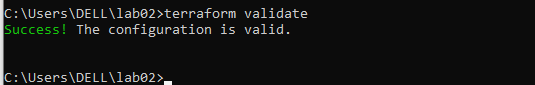 C:\Users\DELL\lab02>terraform validate
Success! The configuration is valid.
C:\Users\DELL\lab02>